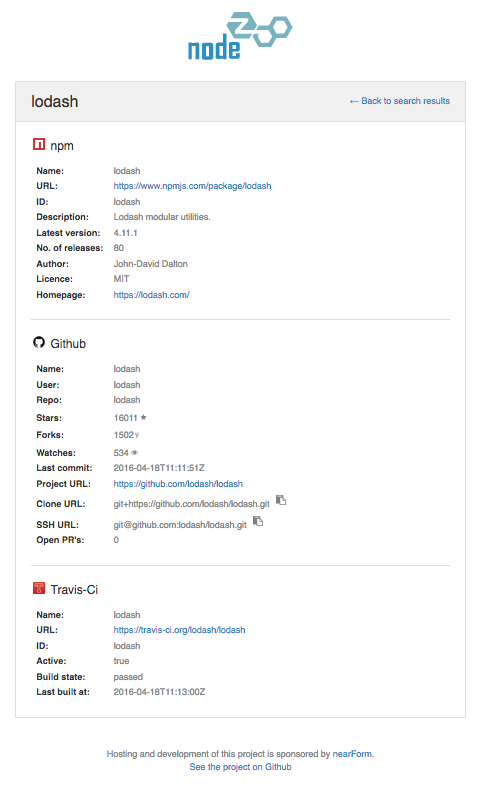 node ZOO
lodash ← Back to search results
npm
Name: lodash
URL: https://www.npmjs.com/package/lodash
ID: lodash
Description: Lodash modular utilities.
Latest version: 4.11.1
No. of releases: 80
Author: John-David Dalton
Licence: MIT
Homepage: https://lodash.com/
Github
Name: lodash
User: lodash
Repo: lodash
Stars: 16011 ★
Forks: 1502
Watches: 534
Last commit: 2016-04-18T11:11:51Z
Project URL: https://github.com/lodash/lodash
Clone URL: git+https://github.com/lodash/lodash.git
SSH URL: git@github.com:lodash/lodash.git
Open PR's: 0
Travis-Ci
Name: lodash
URL: https://travis-ci.org/lodash/lodash
ID: lodash
Active: true
Build state: passed
Last built at: 2016-04-18T11:13:00Z
Hosting and development of this project is sponsored by nearForm.
See the project on Github